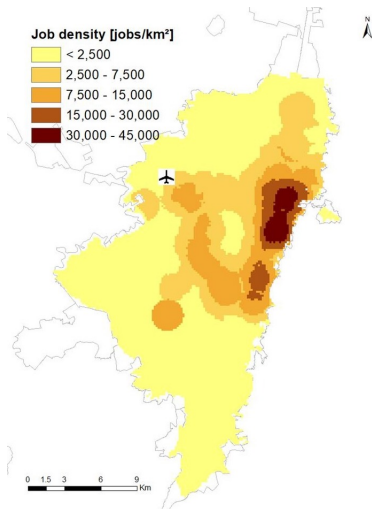 Job density [jobs/km²]
< 2,500
2,500 - 7,500
7,500 - 15,000
15,000 - 30,000
30,000 - 45,000
N
0 1.5 3 6 9
Km